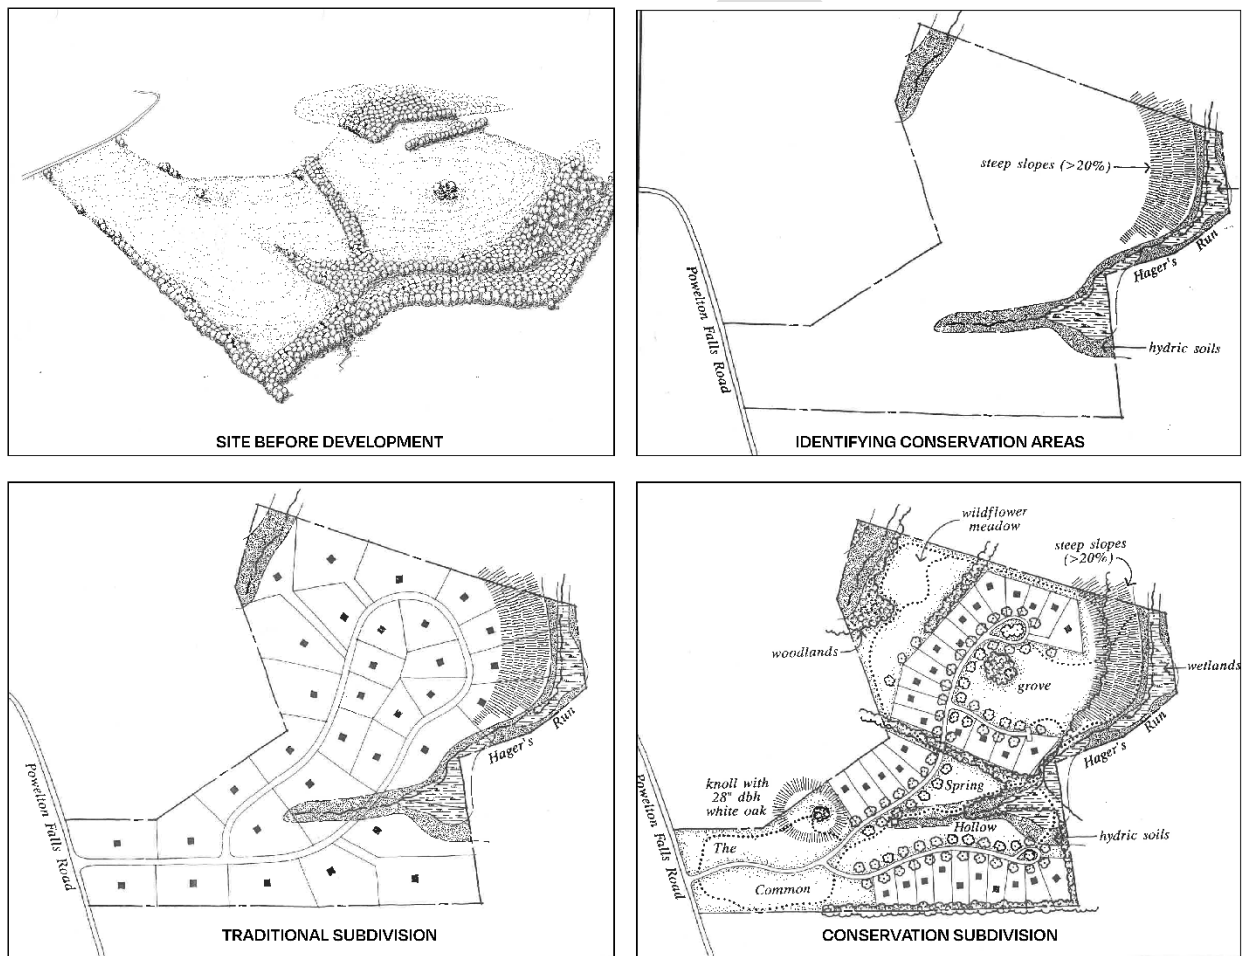 SITE BEFORE DEVELOPMENT
steep slopes (>20%)
Hager's
Run
Powelton Falls Road
hydric soils
IDENTIFYING CONSERVATION AREAS
Hager's
Run
Powelton Falls Road
TRADITIONAL SUBDIVISION
wildflower
meadow
steep slopes
(>20%)
woodlands
wetlands
grove
Hager's
Run
knoll with
28" dbh
white oak
Spring
Hollow
hydric soils
The
Common
Powelton Falls Road
CONSERVATION SUBDIVISION